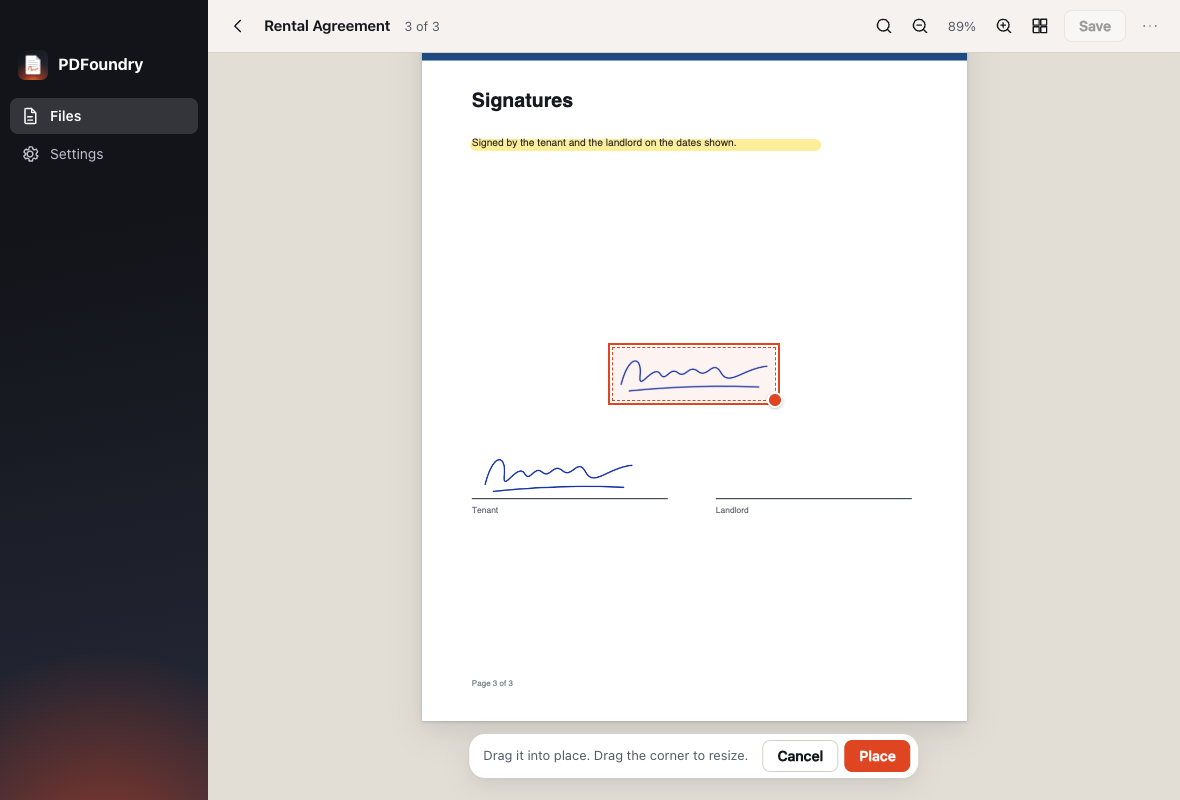 PDFoundry
Files
Settings
Rental Agreement 3 of 3
89%
Save
Signatures
Signed by the tenant and the landlord on the dates shown.
Tenant
Landlord
Page 3 of 3
Drag it into place. Drag the corner to resize.
Cancel
Place